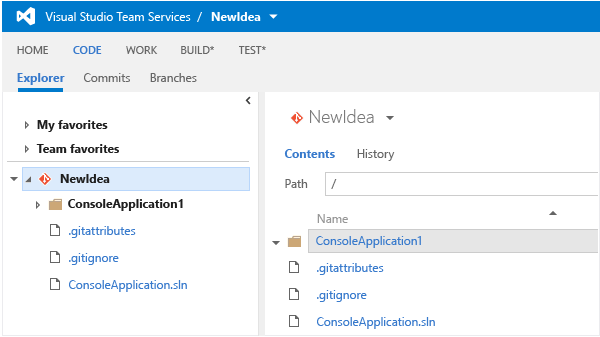 Visual Studio Team Services / NewIdea
HOME CODE WORK BUILD* TEST*
Explorer Commits Branches
My favorites
Team favorites
NewIdea
ConsoleApplication1
.gitattributes
.gitignore
ConsoleApplication.sln
NewIdea
Contents History
Path /
Name
ConsoleApplication1
.gitattributes
.gitignore
ConsoleApplication.sln